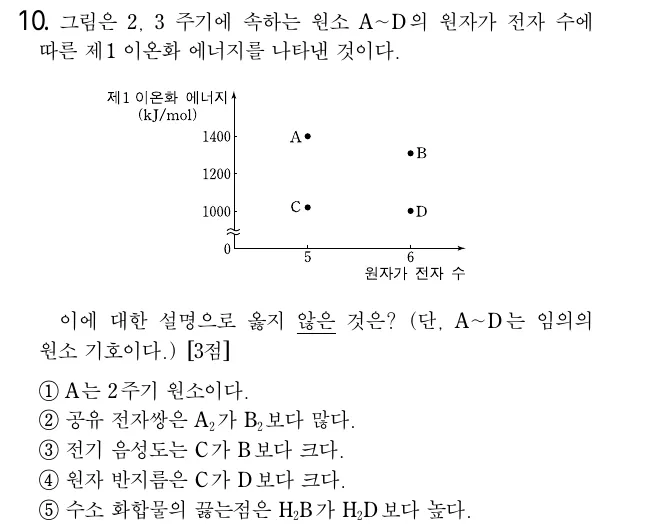 10. 그림은 2, 3 주기에 속하는 원소 A~D의 원자가 전자 수에
따른 제1 이온화 에너지를 나타낸 것이다.
제1 이온화 에너지
(kJ/mol)
1400
A
B
1200
1000
C
D
0
5
6
원자가 전자 수
이에 대한 설명으로 옳지 않은 것은? (단, A~D는 임의의
원소 기호이다.) [3점]
① A는 2주기 원소이다.
② 공유 전자쌍은 A₂가 B₂보다 많다.
③ 전기 음성도는 C가 B보다 크다.
④ 원자 반지름은 C가 D보다 크다.
⑤ 수소 화합물의 끓는점은 H₂B가 H₂D보다 높다.